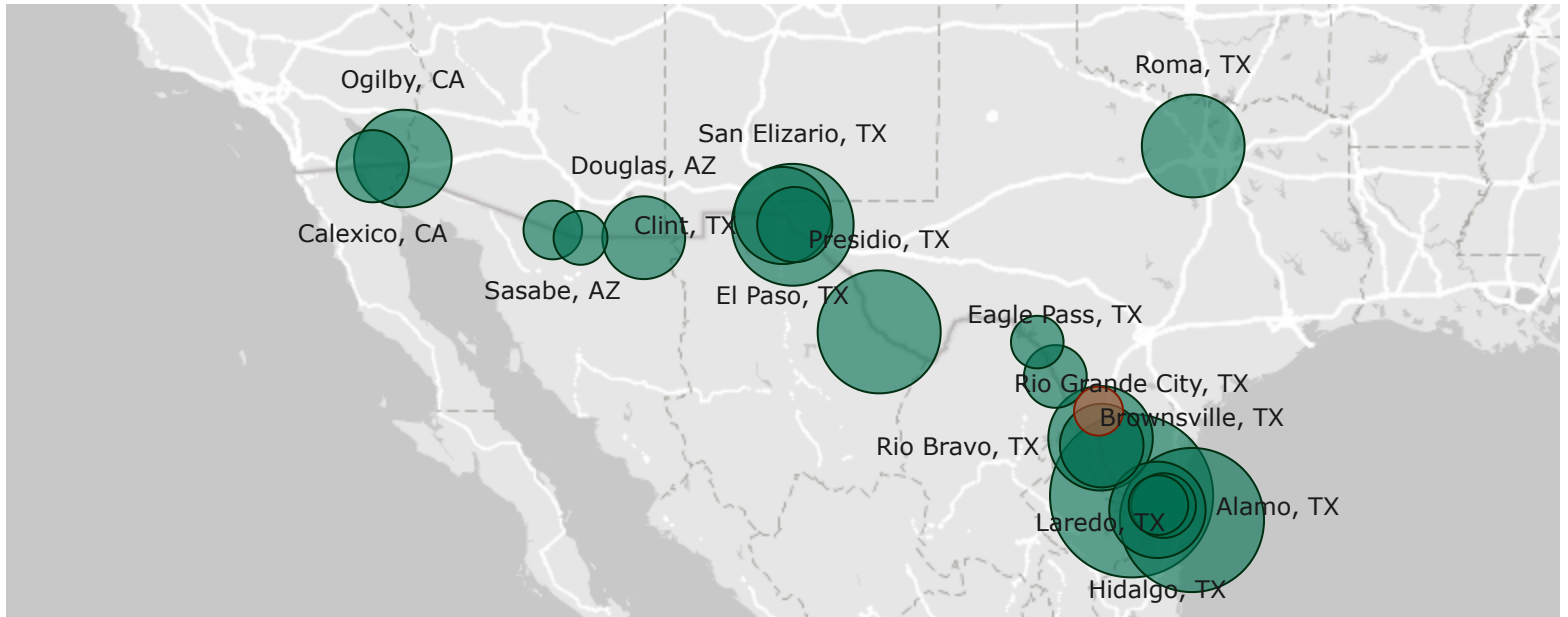 Roma, TX
Ogilby, CA
San Elizario, TX
Douglas, AZ
Clint, TX
Calexico, CA
Presidio, TX
Sasabe, AZ
El Paso, TX
Eagle Pass, TX
Rio Grande City, TX
Brownsville, TX
Rio Bravo, TX
Alamo, TX
Laredo, TX
Hidalgo, TX